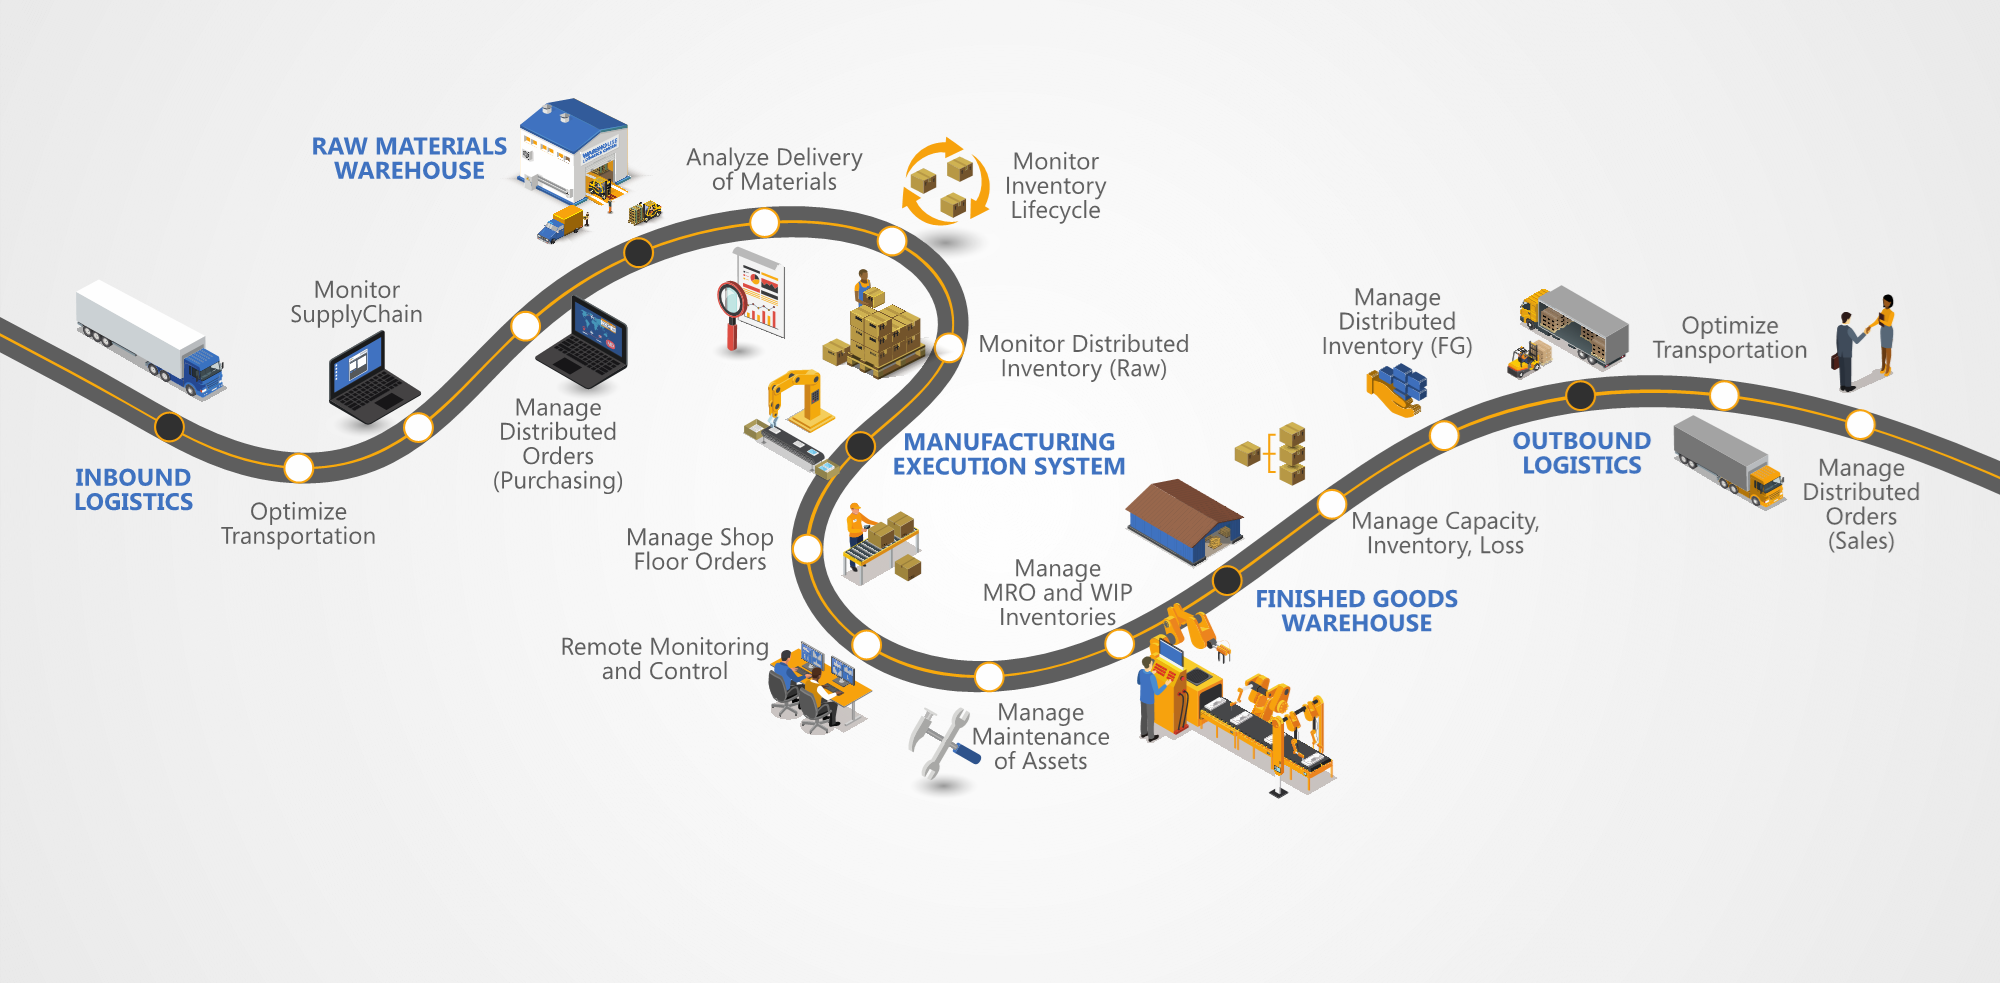 INBOUND
LOGISTICS
Optimize
Transportation
Monitor
SupplyChain
Manage
Distributed
Orders
(Purchasing)
RAW MATERIALS
WAREHOUSE
Analyze Delivery
of Materials
Monitor
Inventory
Lifecycle
Monitor Distributed
Inventory (Raw)
MANUFACTURING
EXECUTION SYSTEM
Manage Shop
Floor Orders
Remote Monitoring
and Control
Manage
Maintenance
of Assets
Manage
MRO and WIP
Inventories
FINISHED GOODS
WAREHOUSE
Manage Capacity,
Inventory, Loss
Manage
Distributed
Inventory (FG)
OUTBOUND
LOGISTICS
Optimize
Transportation
Manage
Distributed
Orders
(Sales)